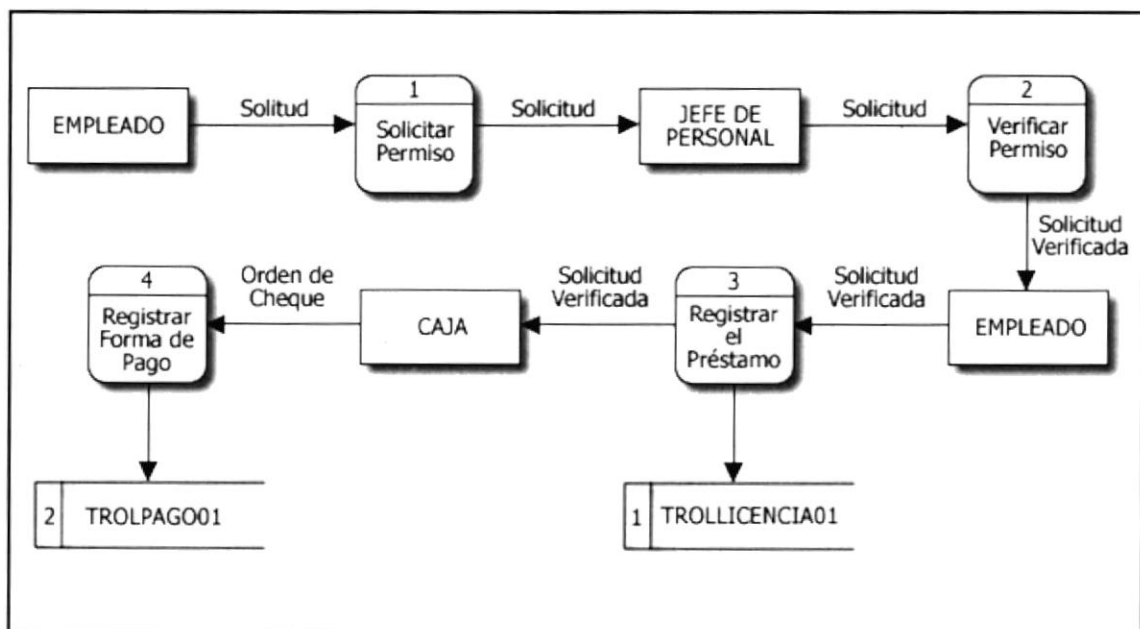 EMPLEADO
Solitud
1
Solicitar
Permiso
Solicitud
JEFE DE
PERSONAL
Solicitud
2
Verificar
Permiso
Solicitud
Verificada
EMPLEADO
Solicitud
Verificada
3
Registrar
el
Préstamo
Solicitud
Verificada
CAJA
Orden de
Cheque
4
Registrar
Forma de
Pago
2 TROLPAGO01
1 TROLLICENCIA01